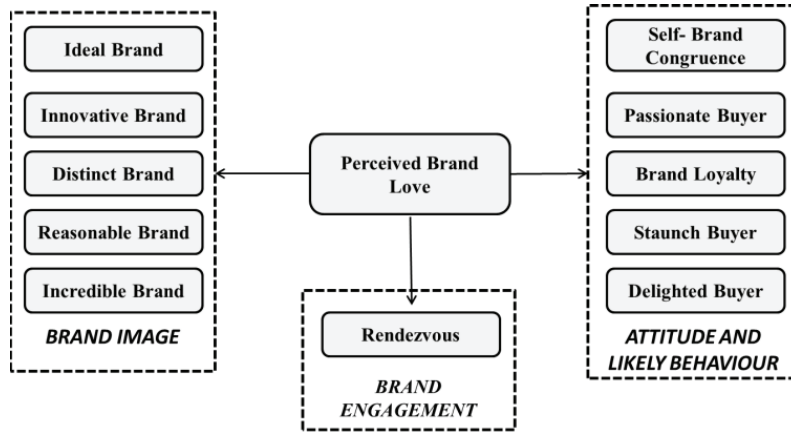 Ideal Brand
Innovative Brand
Distinct Brand
Reasonable Brand
Incredible Brand
BRAND IMAGE
Perceived Brand
Love
Rendezvous
BRAND
ENGAGEMENT
Self- Brand
Congruence
Passionate Buyer
Brand Loyalty
Staunch Buyer
Delighted Buyer
ATTITUDE AND
LIKELY BEHAVIOUR